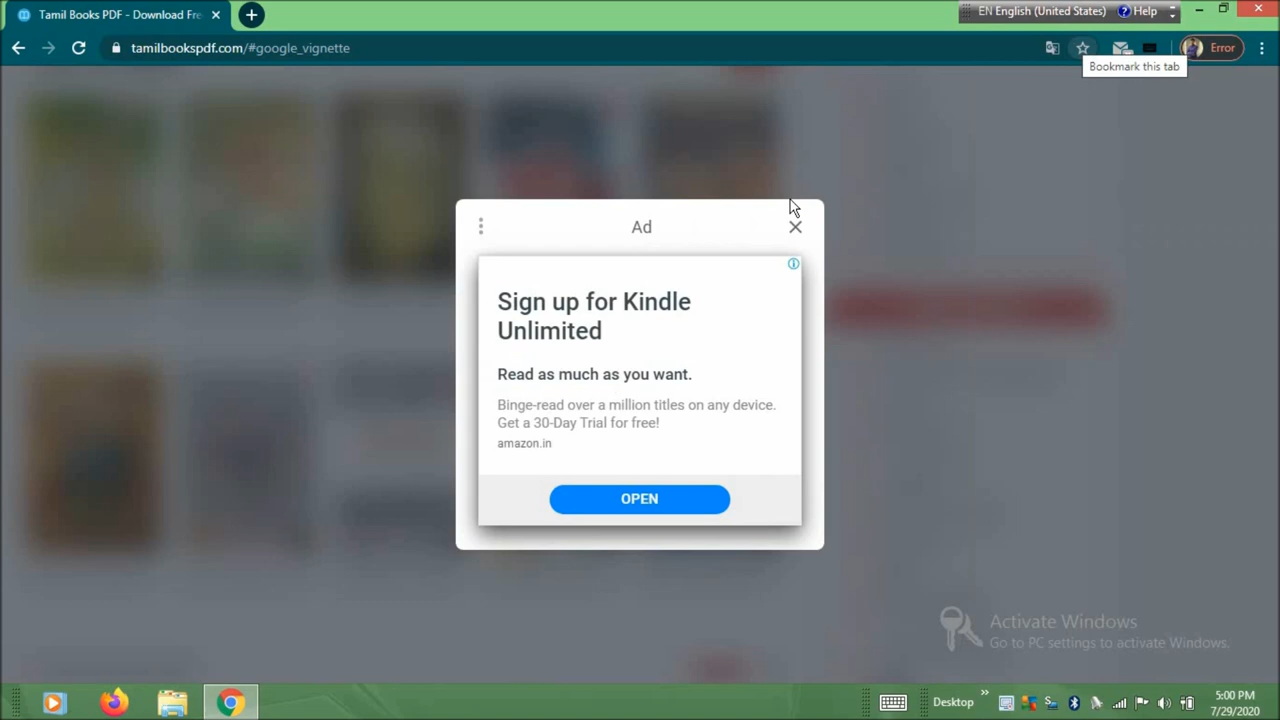 Tamil Books PDF - Download Fre
EN English (United States)
Help
tamilbookspdf.com/#google_vignette
Error
Bookmark this tab
Ad
Sign up for Kindle
Unlimited
Read as much as you want.
Binge-read over a million titles on any device.
Get a 30-Day Trial for free!
amazon.in
OPEN
Activate Windows
Go to PC settings to activate Windows.
Desktop
5:00 PM
7/29/2020